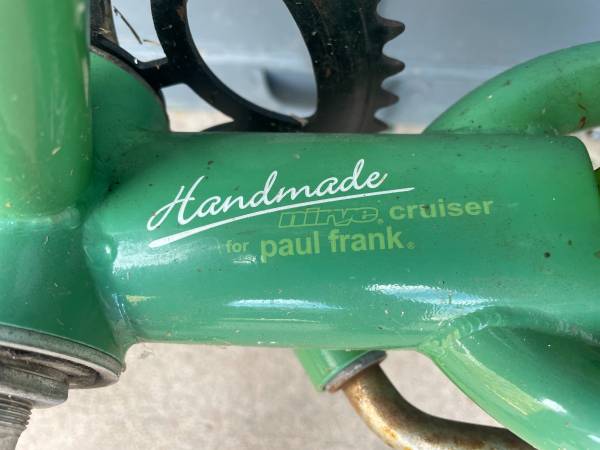 Handmade
nirve® cruiser
for paul frank®